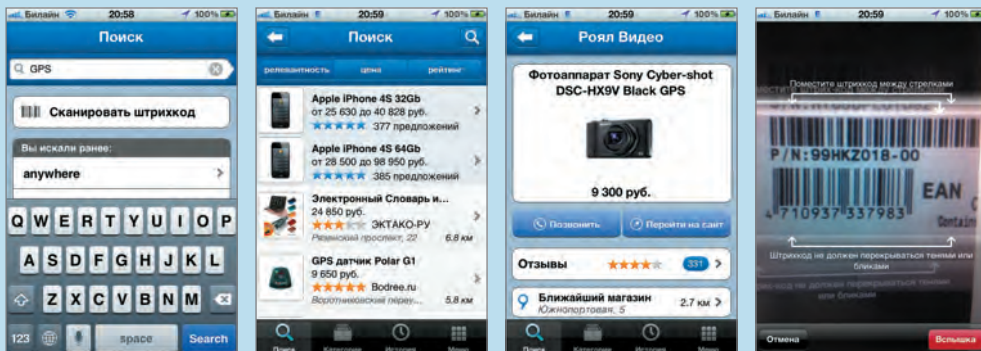 Билайн 20:58 100%
Поиск
GPS
Сканировать штрихкод
Вы искали ранее:
anywhere
Q W E R T Y U I O P
A S D F G H J K L
Z X C V B N M
123 space Search
Билайн 20:59 100%
Поиск
релевантность цена рейтинг
Apple iPhone 4S 32Gb
от 25 630 до 40 828 руб.
377 предложений
Apple iPhone 4S 64Gb
от 28 500 до 98 950 руб.
385 предложений
Электронный Словарь и...
24 850 руб.
ЭКТАКО-РУ
Рязанский проспект, 22 6.8 км
GPS датчик Polar G1
9 650 руб.
Bodree.ru
Воротниковский переу... 5.8 км
Поиск Категории История Меню
Билайн 20:59 100%
Роял Видео
Фотоаппарат Sony Cyber-shot
DSC-HX9V Black GPS
9 300 руб.
Позвонить Перейти на сайт
Отзывы 331
Ближайший магазин 2.7 км
Южнопортовая, 5
Поиск Категории История Меню
Билайн 20:59 100%
Поместите штрихкод между стрелками
P/N:99HKZ018-00
EAN
4 710937 337983
Штрихкод не должен перекрываться тенями или
бликами
Отмена Вспышка